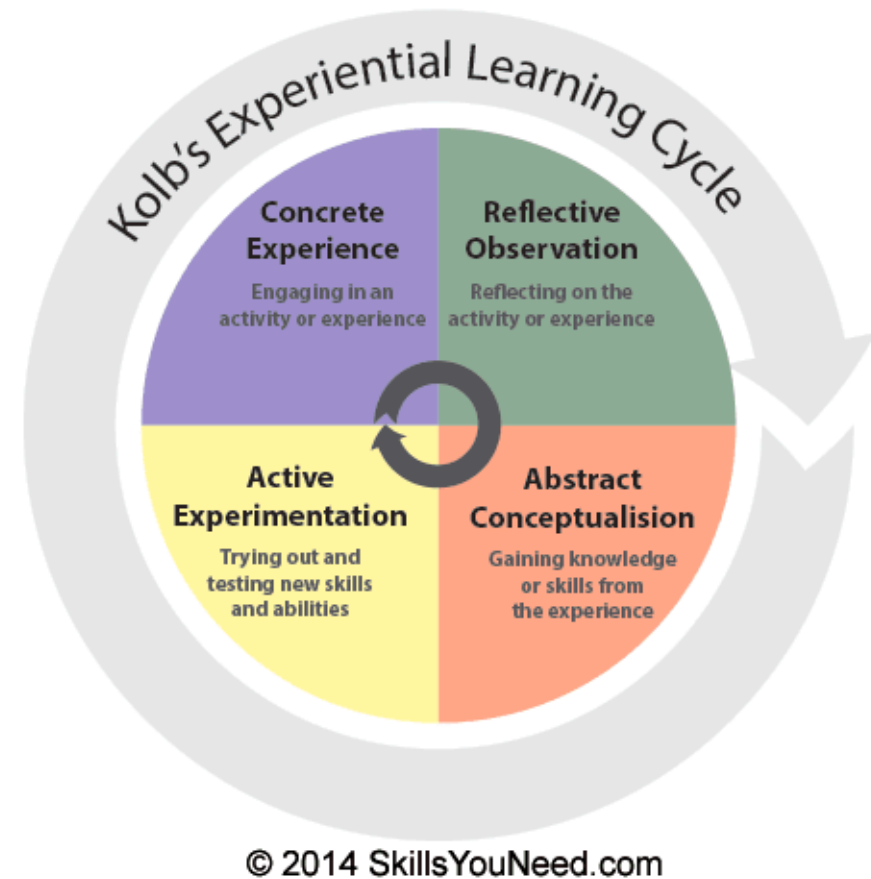 Kolb's Experiential Learning Cycle
Concrete
Experience
Engaging in an
activity or experience
Reflective
Observation
Reflecting on the
activity or experience
Active
Experimentation
Trying out and
testing new skills
and abilities
Abstract
Conceptualision
Gaining knowledge
or skills from
the experience
© 2014 SkillsYouNeed.com